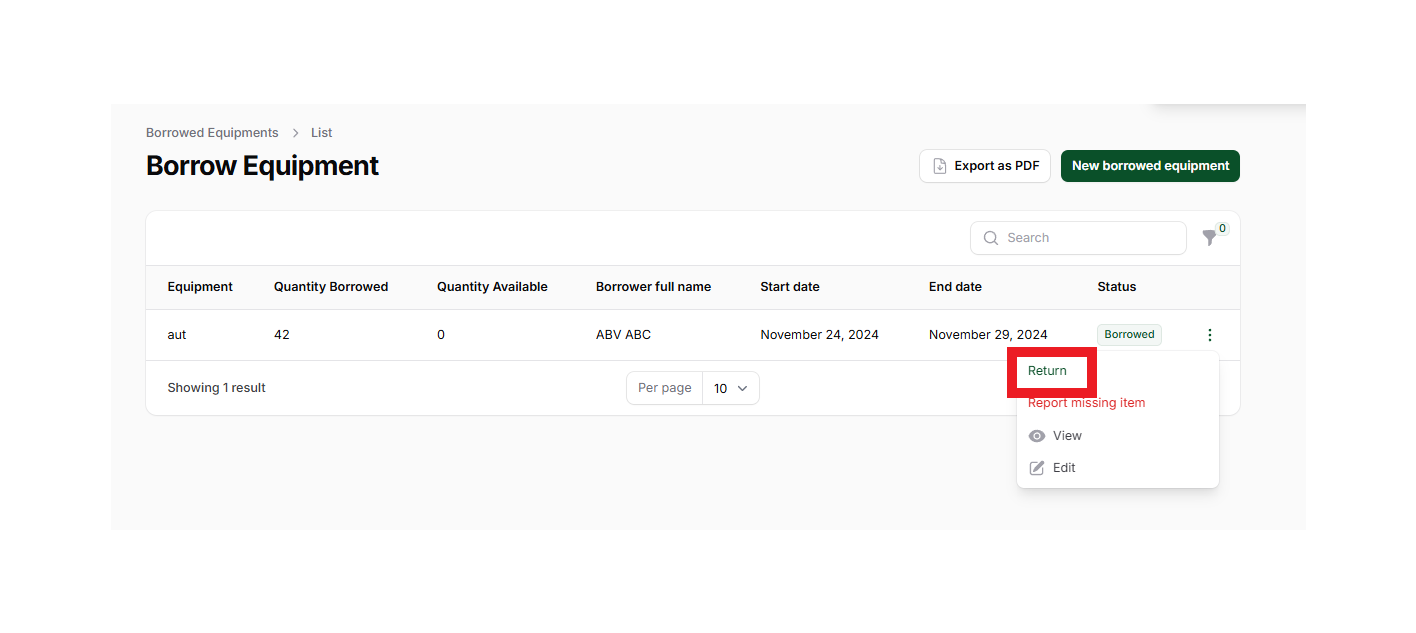 Borrowed Equipments > List
Borrow Equipment
Export as PDF
New borrowed equipment
Search
0
Equipment Quantity Borrowed Quantity Available Borrower full name Start date End date Status
aut 42 0 ABV ABC November 24, 2024 November 29, 2024 Borrowed
Showing 1 result
Per page 10
Return
Report missing item
View
Edit